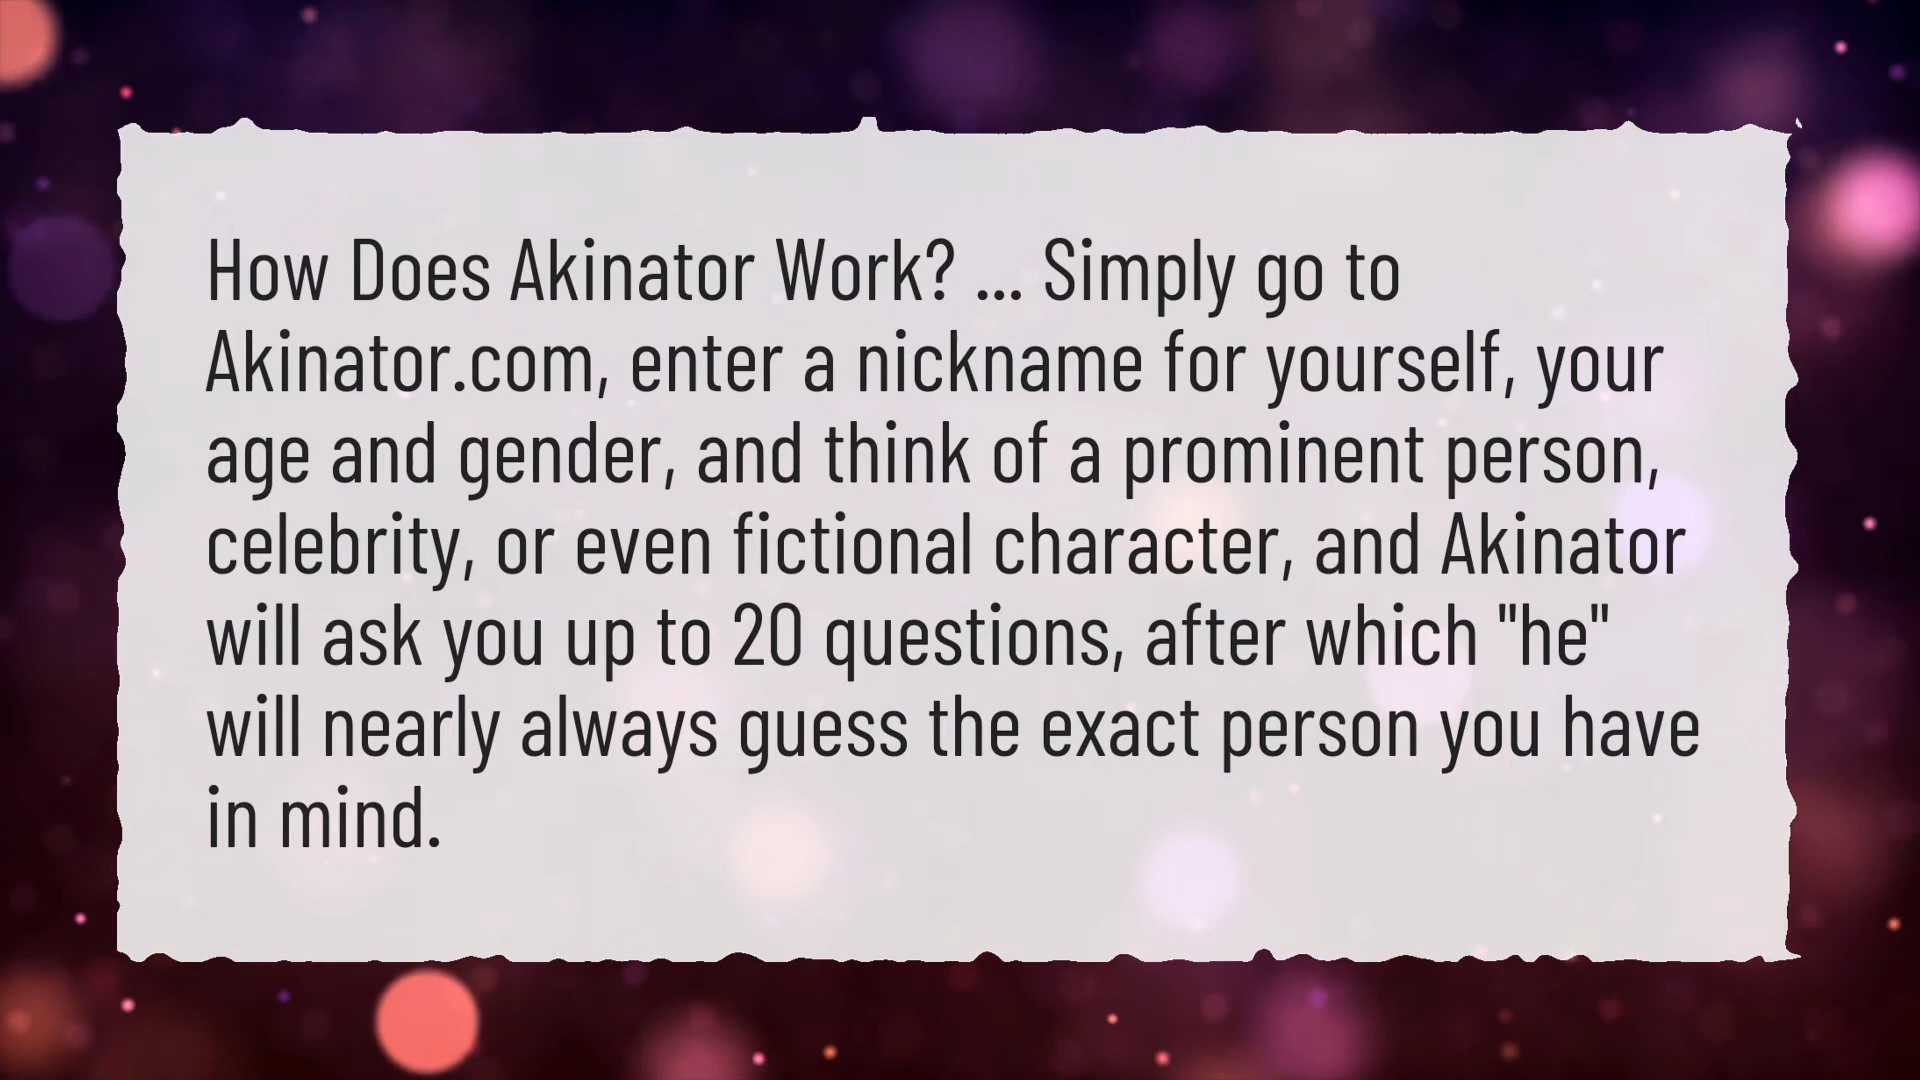 How Does Akinator Work? ... Simply go to
Akinator.com, enter a nickname for yourself, your
age and gender, and think of a prominent person,
celebrity, or even fictional character, and Akinator
will ask you up to 20 questions, after which "he"
will nearly always guess the exact person you have
in mind.